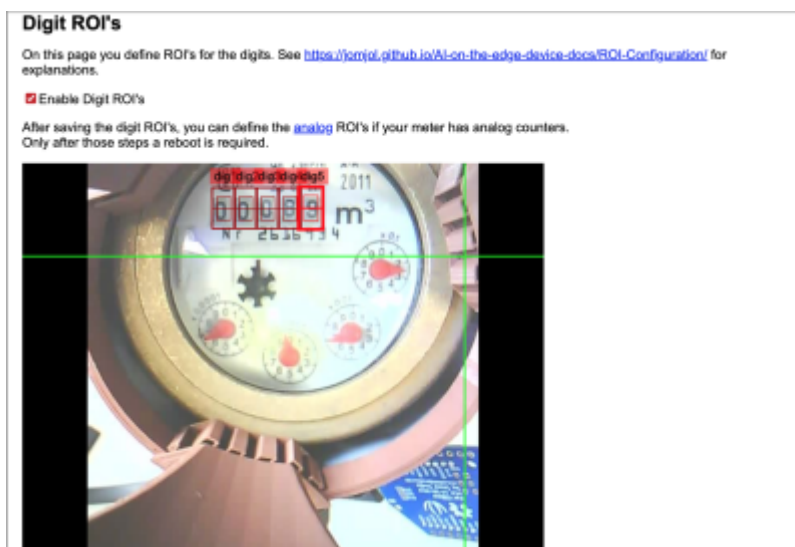 Digit ROI's
On this page you define ROI's for the digits. See https://jomjol.github.io/AI-on-the-edge-device-docs/ROI-Configuration/ for
explanations.
Enable Digit ROI's
After saving the digit ROI's, you can define the analog ROI's if your meter has analog counters.
Only after those steps a reboot is required.
2011
00089 m³